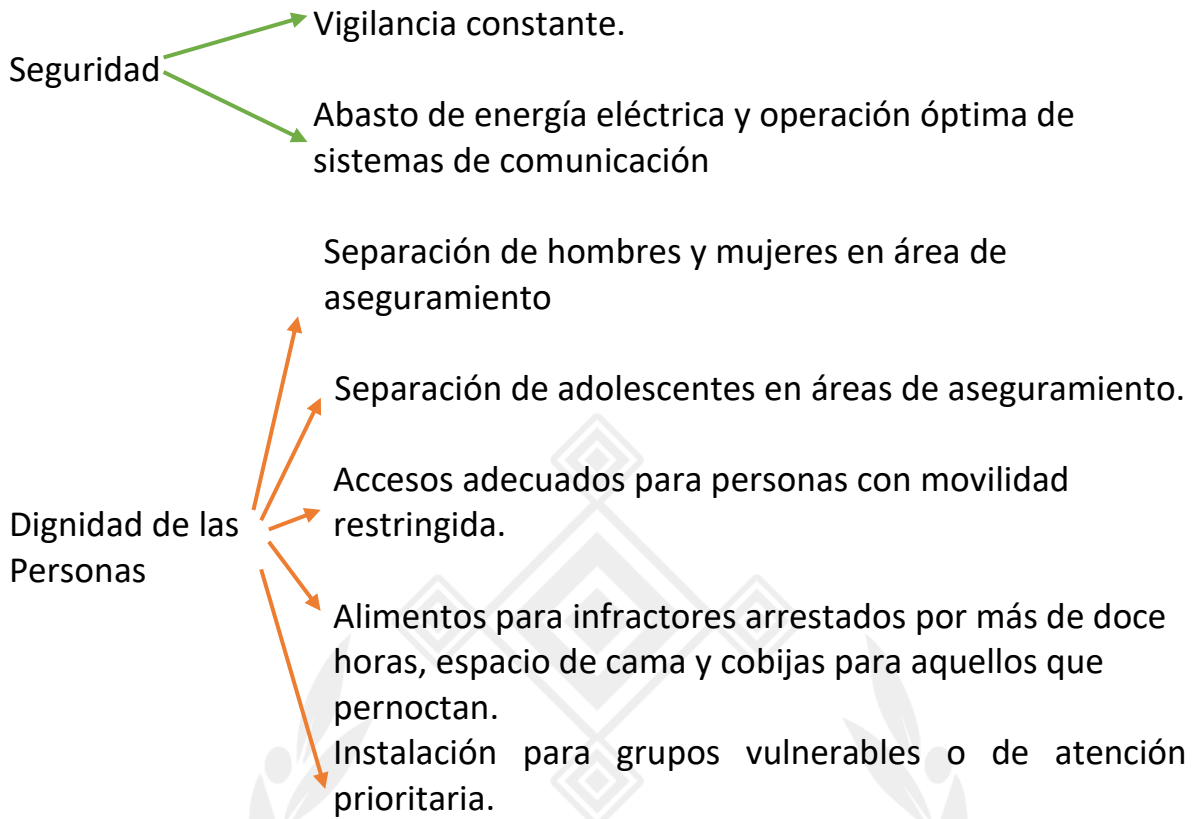 Vigilancia constante.
Seguridad
Abasto de energía eléctrica y operación óptima de
sistemas de comunicación
Separación de hombres y mujeres en área de
aseguramiento
Separación de adolescentes en áreas de aseguramiento.
Accesos adecuados para personas con movilidad
restringida.
Dignidad de las
Personas
Alimentos para infractores arrestados por más de doce
horas, espacio de cama y cobijas para aquellos que
pernoctan.
Instalación para grupos vulnerables o de atención
prioritaria.